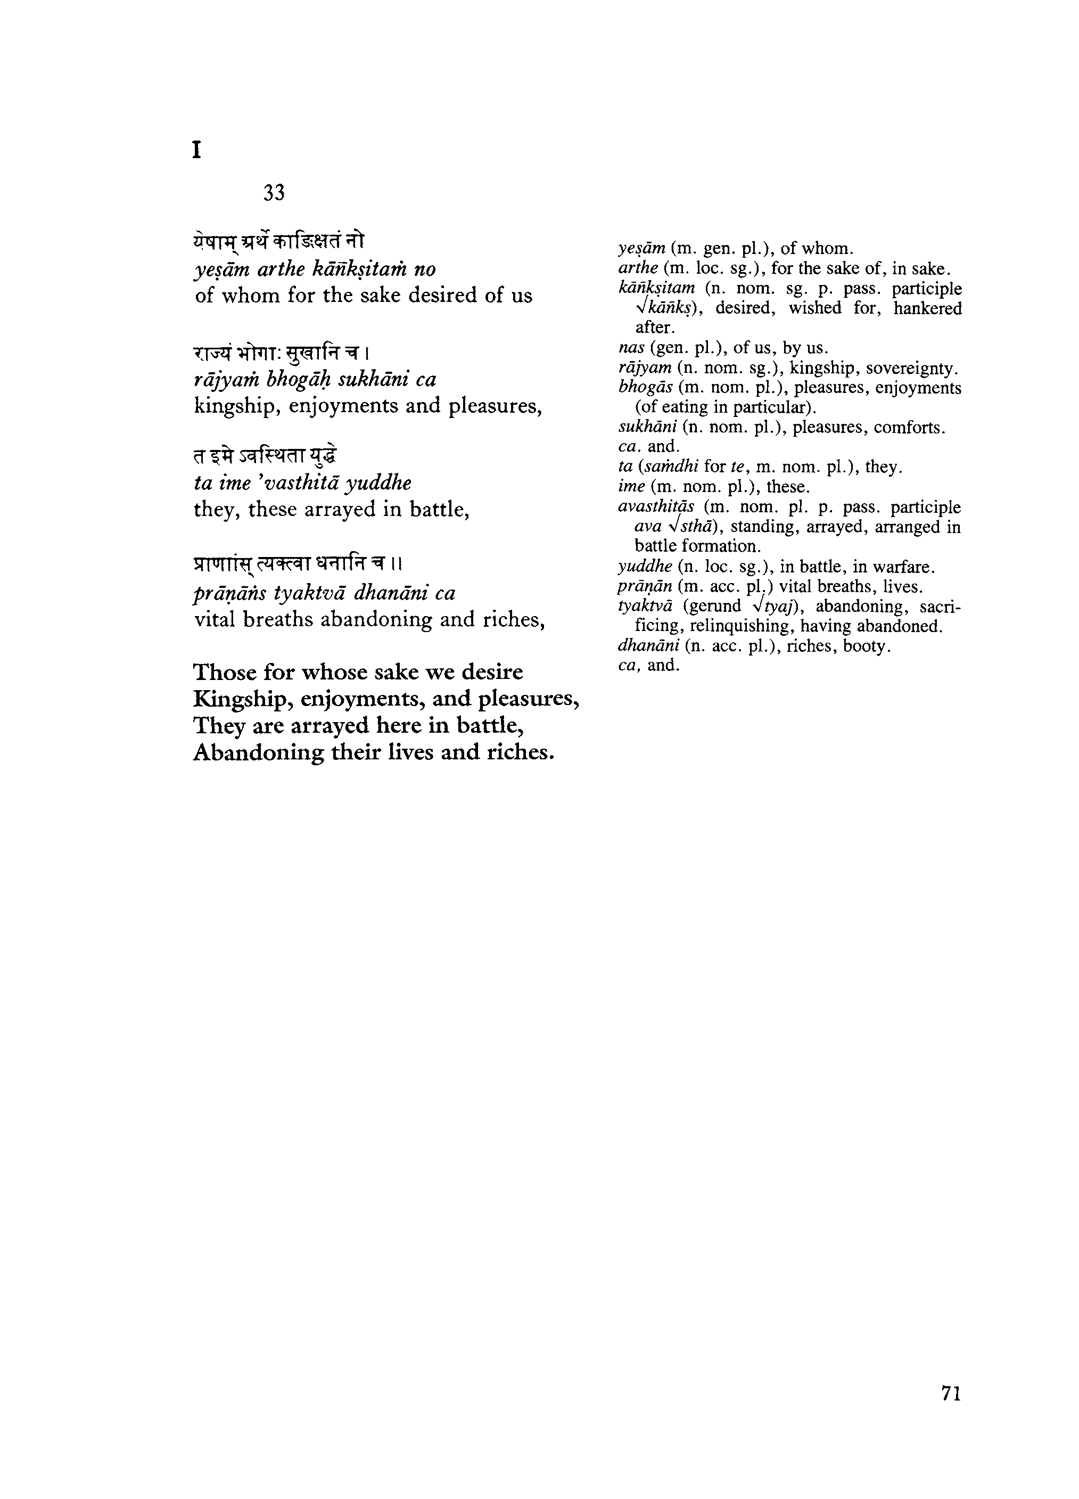 I
33
येषाम् अर्थे काङ्क्षितं नो
yeṣām arthe kān̄kṣitaṁ no
of whom for the sake desired of us
राज्यं भोगाः सुखानि च ।
rājyaṁ bhogāḥ sukhāni ca
kingship, enjoyments and pleasures,
त इमे ऽवस्थिता युद्धे
ta ime ’vasthitā yuddhe
they, these arrayed in battle,
प्राणांस् त्यक्त्वा धनानि च ।।
prāṇāṅs tyaktvā dhanāni ca
vital breaths abandoning and riches,
Those for whose sake we desire
Kingship, enjoyments, and pleasures,
They are arrayed here in battle,
Abandoning their lives and riches.
yeṣām (m. gen. pl.), of whom.
arthe (m. loc. sg.), for the sake of, in sake.
kān̄kṣitam (n. nom. sg. p. pass. participle
√kān̄kṣ), desired, wished for, hankered
after.
nas (gen. pl.), of us, by us.
rājyam (n. nom. sg.), kingship, sovereignty.
bhogās (m. nom. pl.), pleasures, enjoyments
(of eating in particular).
sukhāni (n. nom. pl.), pleasures, comforts.
ca. and.
ta (saṁdhi for te, m. nom. pl.), they.
ime (m. nom. pl.), these.
avasthitās (m. nom. pl. p. pass. participle
ava √sthā), standing, arrayed, arranged in
battle formation.
yuddhe (n. loc. sg.), in battle, in warfare.
prāṇān (m. acc. pl.) vital breaths, lives.
tyaktvā (gerund √tyaj), abandoning, sacri-
ficing, relinquishing, having abandoned.
dhanāni (n. acc. pl.), riches, booty.
ca, and.
71